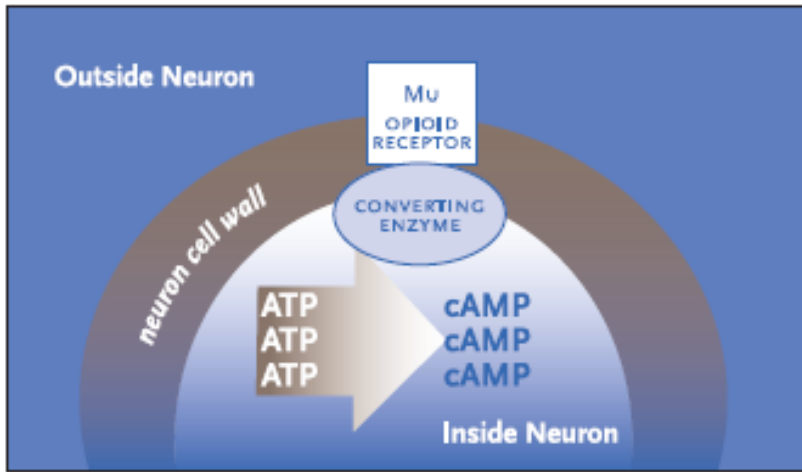 Outside Neuron
Mu
OPIOID
RECEPTOR
CONVERTING
ENZYME
neuron cell wall
ATP
ATP
ATP
cAMP
cAMP
cAMP
Inside Neuron